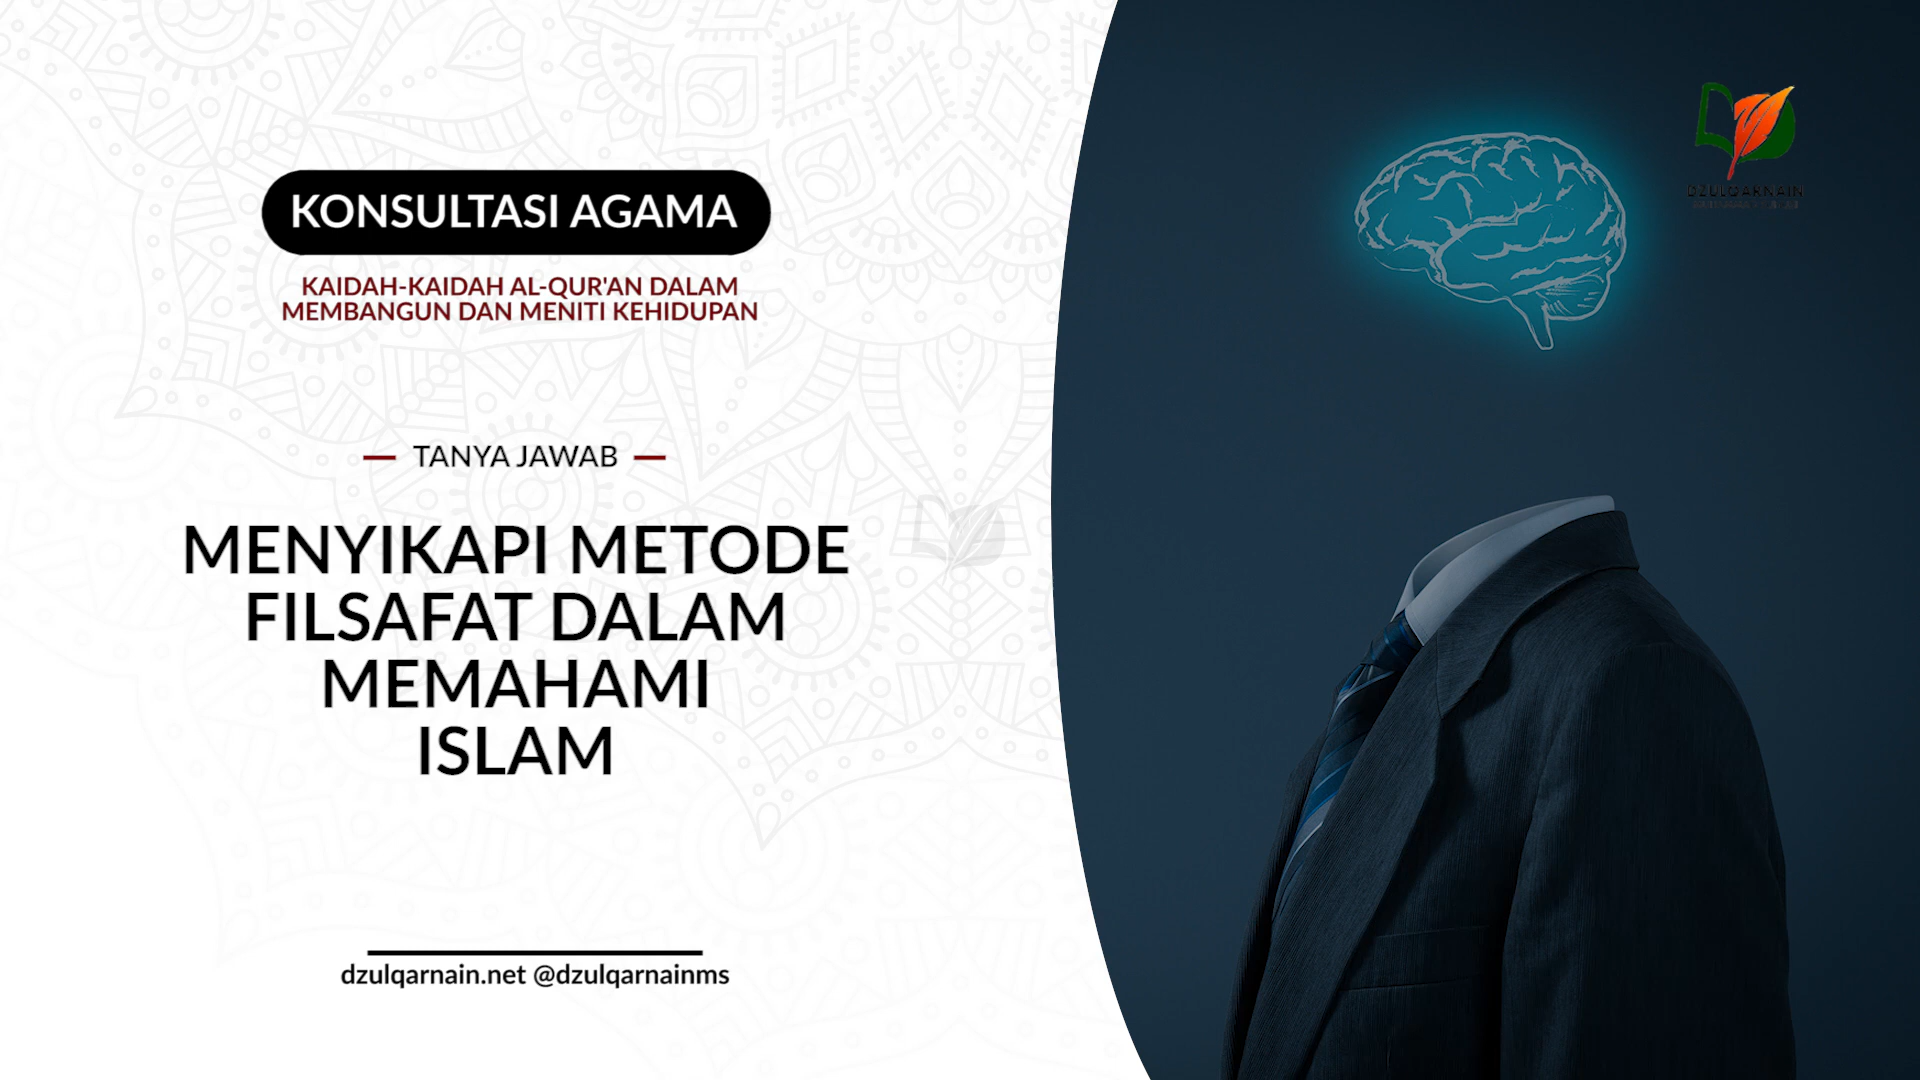 KONSULTASI AGAMA
KAIDAH-KAIDAH AL-QUR'AN DALAM
MEMBANGUN DAN MENITI KEHIDUPAN
TANYA JAWAB
MENYIKAPI METODE
FILSAFAT DALAM
MEMAHAMI
ISLAM
dzulqarnain.net @dzulqarnainms
DZULQARNAIN